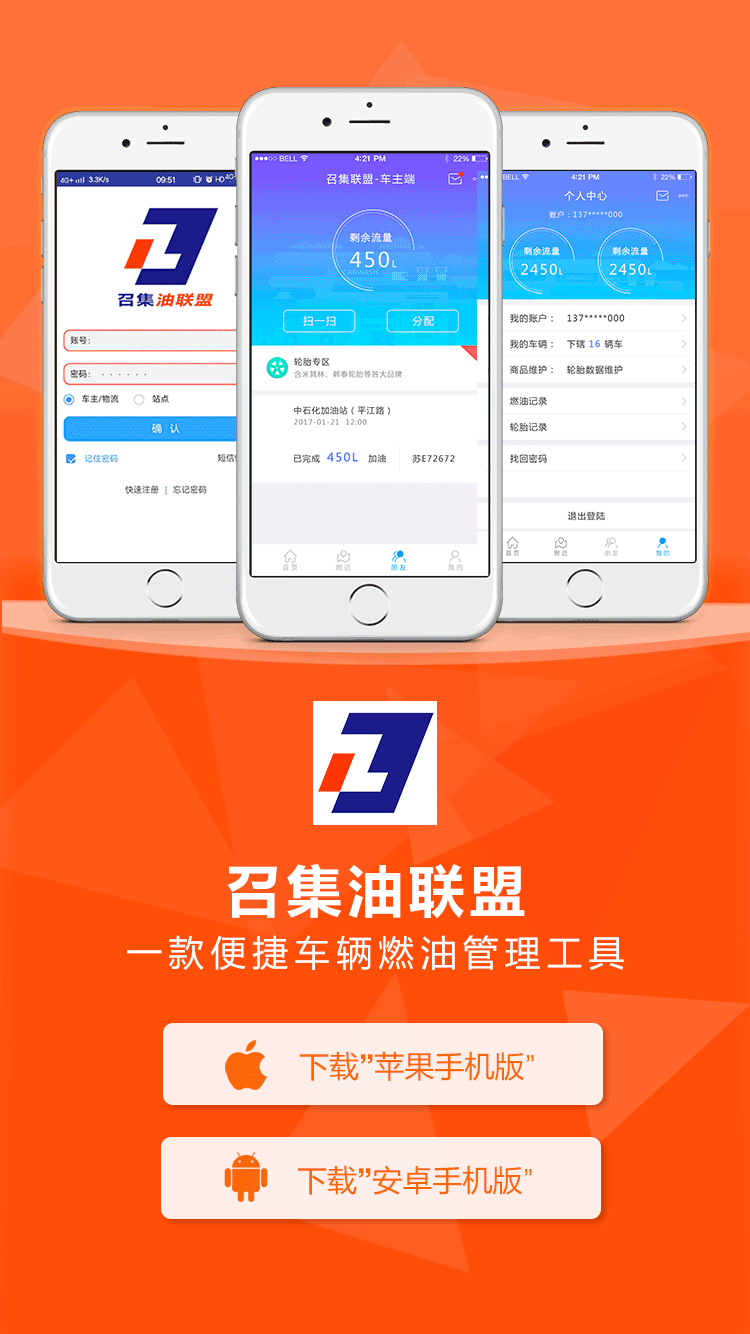 4G+ 3.3K/s 09:51 HD 4G
召集油联盟
账号:
密码: · · · · · ·
车主/物流 站点
确 认
记住密码 短信
快速注册 | 忘记密码
BELL 4:21 PM 22%
召集联盟-车主端
剩余流量
450L
CARWASH
扫一扫 分配
轮胎专区
含米其林、韩泰轮胎等各大品牌
中石化加油站 ( 平江路 )
2017-01-21 12:00
已完成 450L 加油 苏E72672
首页 附近 朋友 我的
BELL 4:21 PM 22%
个人中心
账户：137*****000
剩余流量 剩余流量
2450L 2450L
我的账户： 137*****000
我的车辆： 下辖 16 辆车
商品维护： 轮胎数据维护
燃油记录
轮胎记录
找回密码
退出登陆
首页 附近 朋友 我的
召集油联盟
一款便捷车辆燃油管理工具
下载”苹果手机版”
下载”安卓手机版”